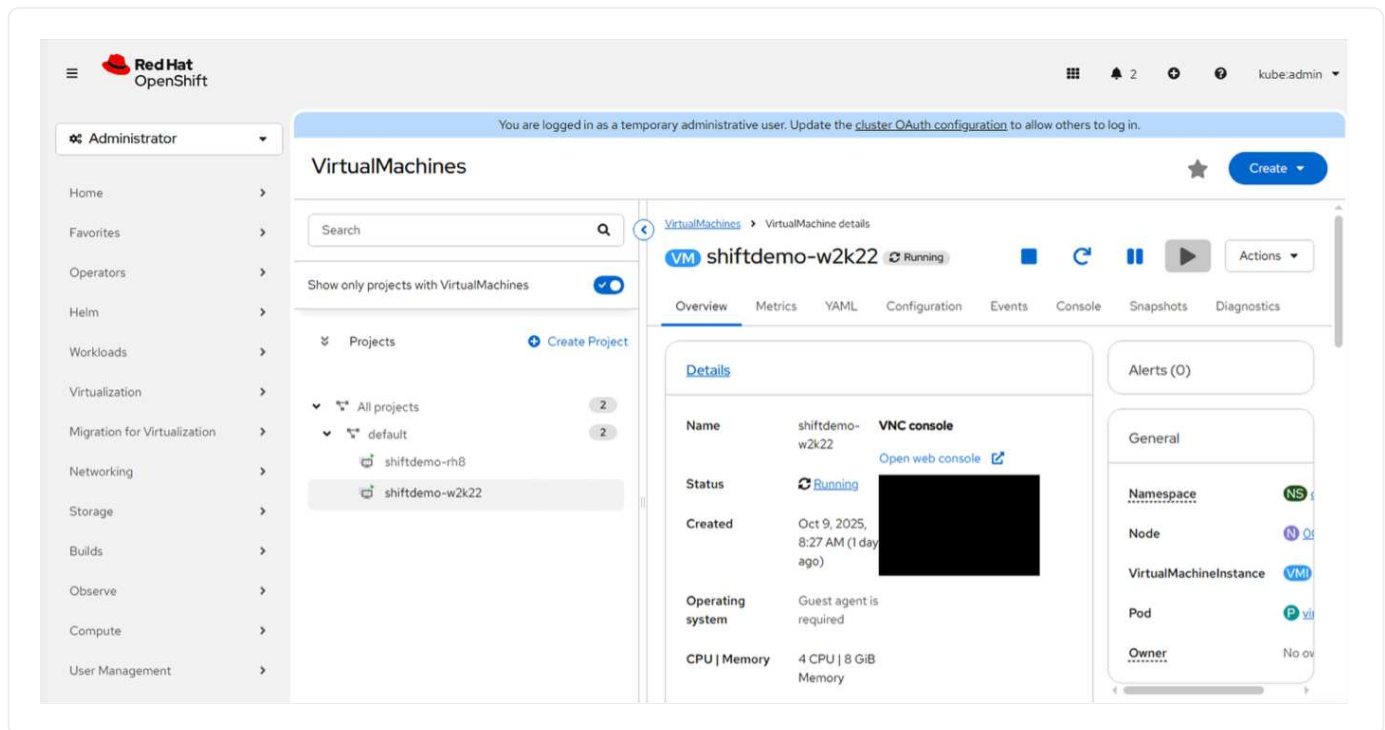 Red Hat
OpenShift
2
kube:admin
Administrator
You are logged in as a temporary administrative user. Update the cluster OAuth configuration to allow others to log in.
VirtualMachines
Create
Home
Favorites
Operators
Helm
Workloads
Virtualization
Migration for Virtualization
Networking
Storage
Builds
Observe
Compute
User Management
Search
Show only projects with VirtualMachines
Projects
Create Project
All projects
2
default
2
shiftdemo-rh8
shiftdemo-w2k22
VirtualMachines > VirtualMachine details
VM shiftdemo-w2k22 Running
Actions
Overview Metrics YAML Configuration Events Console Snapshots Diagnostics
Details
Name
shiftdemo-
w2k22
VNC console
Open web console
Status
Running
Created
Oct 9, 2025,
8:27 AM (1 day
ago)
Operating
system
Guest agent is
required
CPU | Memory
4 CPU | 8 GiB
Memory
Alerts (0)
General
Namespace
NS
Node
N
VirtualMachineInstance
VMI
Pod
P
Owner
No